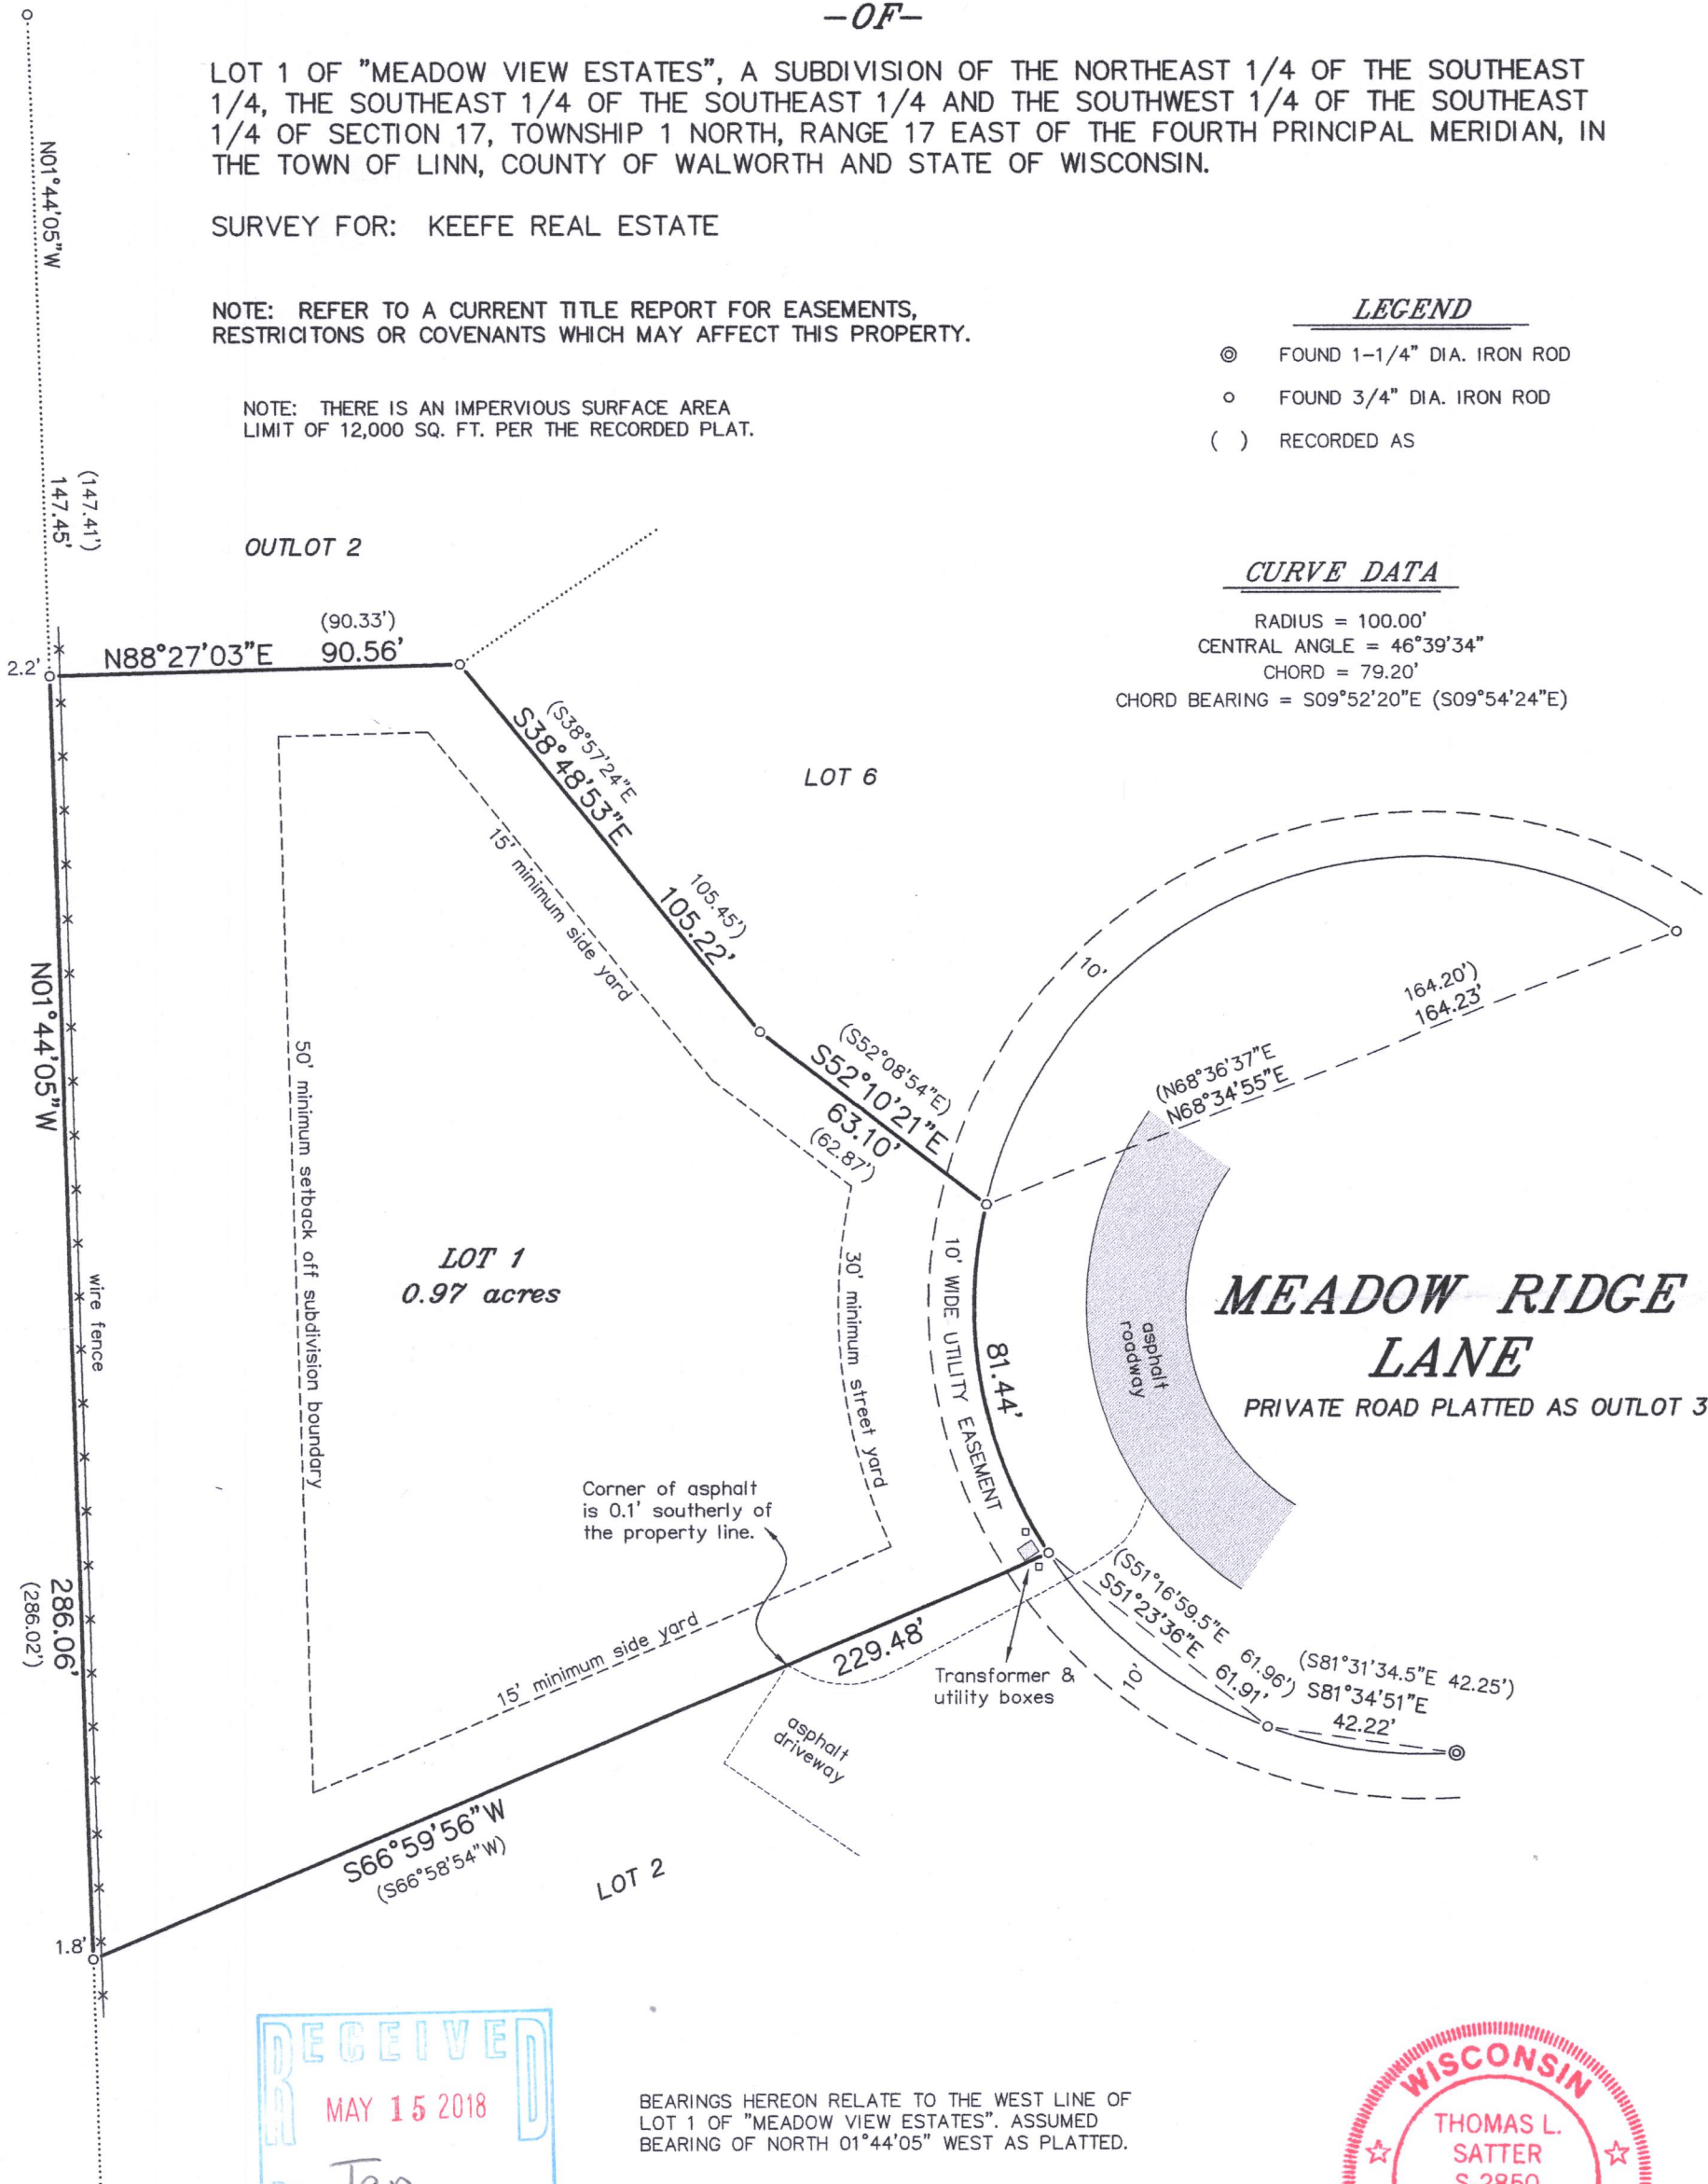 -OF-
LOT 1 OF "MEADOW VIEW ESTATES", A SUBDIVISION OF THE NORTHEAST 1/4 OF THE SOUTHEAST
1/4, THE SOUTHEAST 1/4 OF THE SOUTHEAST 1/4 AND THE SOUTHWEST 1/4 OF THE SOUTHEAST
1/4 OF SECTION 17, TOWNSHIP 1 NORTH, RANGE 17 EAST OF THE FOURTH PRINCIPAL MERIDIAN, IN
THE TOWN OF LINN, COUNTY OF WALWORTH AND STATE OF WISCONSIN.
SURVEY FOR: KEEFE REAL ESTATE
NOTE: REFER TO A CURRENT TITLE REPORT FOR EASEMENTS,
RESTRICITONS OR COVENANTS WHICH MAY AFFECT THIS PROPERTY.
NOTE: THERE IS AN IMPERVIOUS SURFACE AREA
LIMIT OF 12,000 SQ. FT. PER THE RECORDED PLAT.
LEGEND
FOUND 1-1/4" DIA. IRON ROD
FOUND 3/4" DIA. IRON ROD
( ) RECORDED AS
N01°44'05"W
(147.41')
147.45'
OUTLOT 2
CURVE DATA
RADIUS = 100.00'
CENTRAL ANGLE = 46°39'34"
CHORD = 79.20'
CHORD BEARING = S09°52'20"E (S09°54'24"E)
2.2'
N88°27'03"E
(90.33')
90.56'
(S38°57'24"E
S38°48'53"E
105.45')
105.22'
LOT 6
15' minimum side yard
10'
164.20')
164.23'
(N68°36'37"E
N68°34'55"E
(S52°08'54"E)
S52°10'21"E
63.10'
(62.87')
N01°44'05"W
50' minimum setback off subdivision boundary
LOT 1
0.97 acres
wire fence
30' minimum street yard
10' WIDE UTILITY EASEMENT
81.44'
asphalt
roadway
MEADOW RIDGE
LANE
PRIVATE ROAD PLATTED AS OUTLOT 3
Corner of asphalt
is 0.1' southerly of
the property line.
286.06'
(286.02')
15' minimum side yard
229.48'
Transformer &
utility boxes
(S51°16'59.5"E 61.96')
S51°23'36"E 61.91'
(S81°31'34.5"E 42.25')
S81°34'51"E
42.22'
10'
asphalt
driveway
S66°59'56"W
(S66°58'54"W)
LOT 2
1.8'
RECEIVED
MAY 15 2018
BEARINGS HEREON RELATE TO THE WEST LINE OF
LOT 1 OF "MEADOW VIEW ESTATES". ASSUMED
BEARING OF NORTH 01°44'05" WEST AS PLATTED.
WISCONSIN
THOMAS L.
SATTER
S-2850